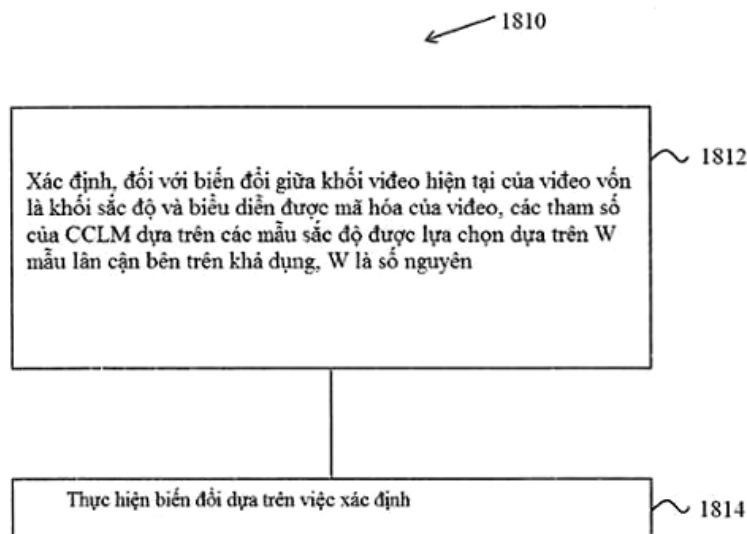 1810
Xác định, đối với biến đổi giữa khối viđeo hiện tại của viđeo vốn
là khối sắc độ và biểu diễn được mã hóa của viđeo, các tham số
của CCLM dựa trên các mẫu sắc độ được lựa chọn dựa trên W
mẫu lân cận bên trên khả dụng, W là số nguyên
1812
Thực hiện biến đổi dựa trên việc xác định
1814